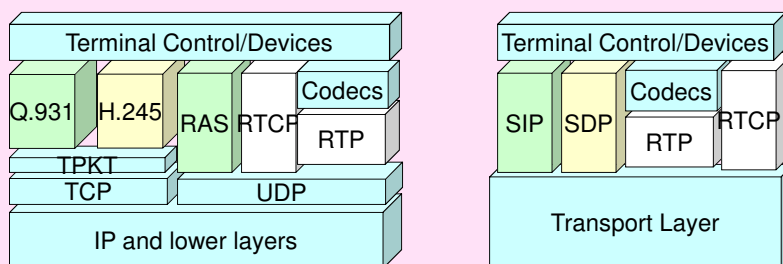 Terminal Control/Devices
Q.931
H.245
RAS
RTCP
Codecs
RTP
TPKT
TCP
UDP
IP and lower layers
Terminal Control/Devices
SIP
SDP
Codecs
RTP
RTCP
Transport Layer